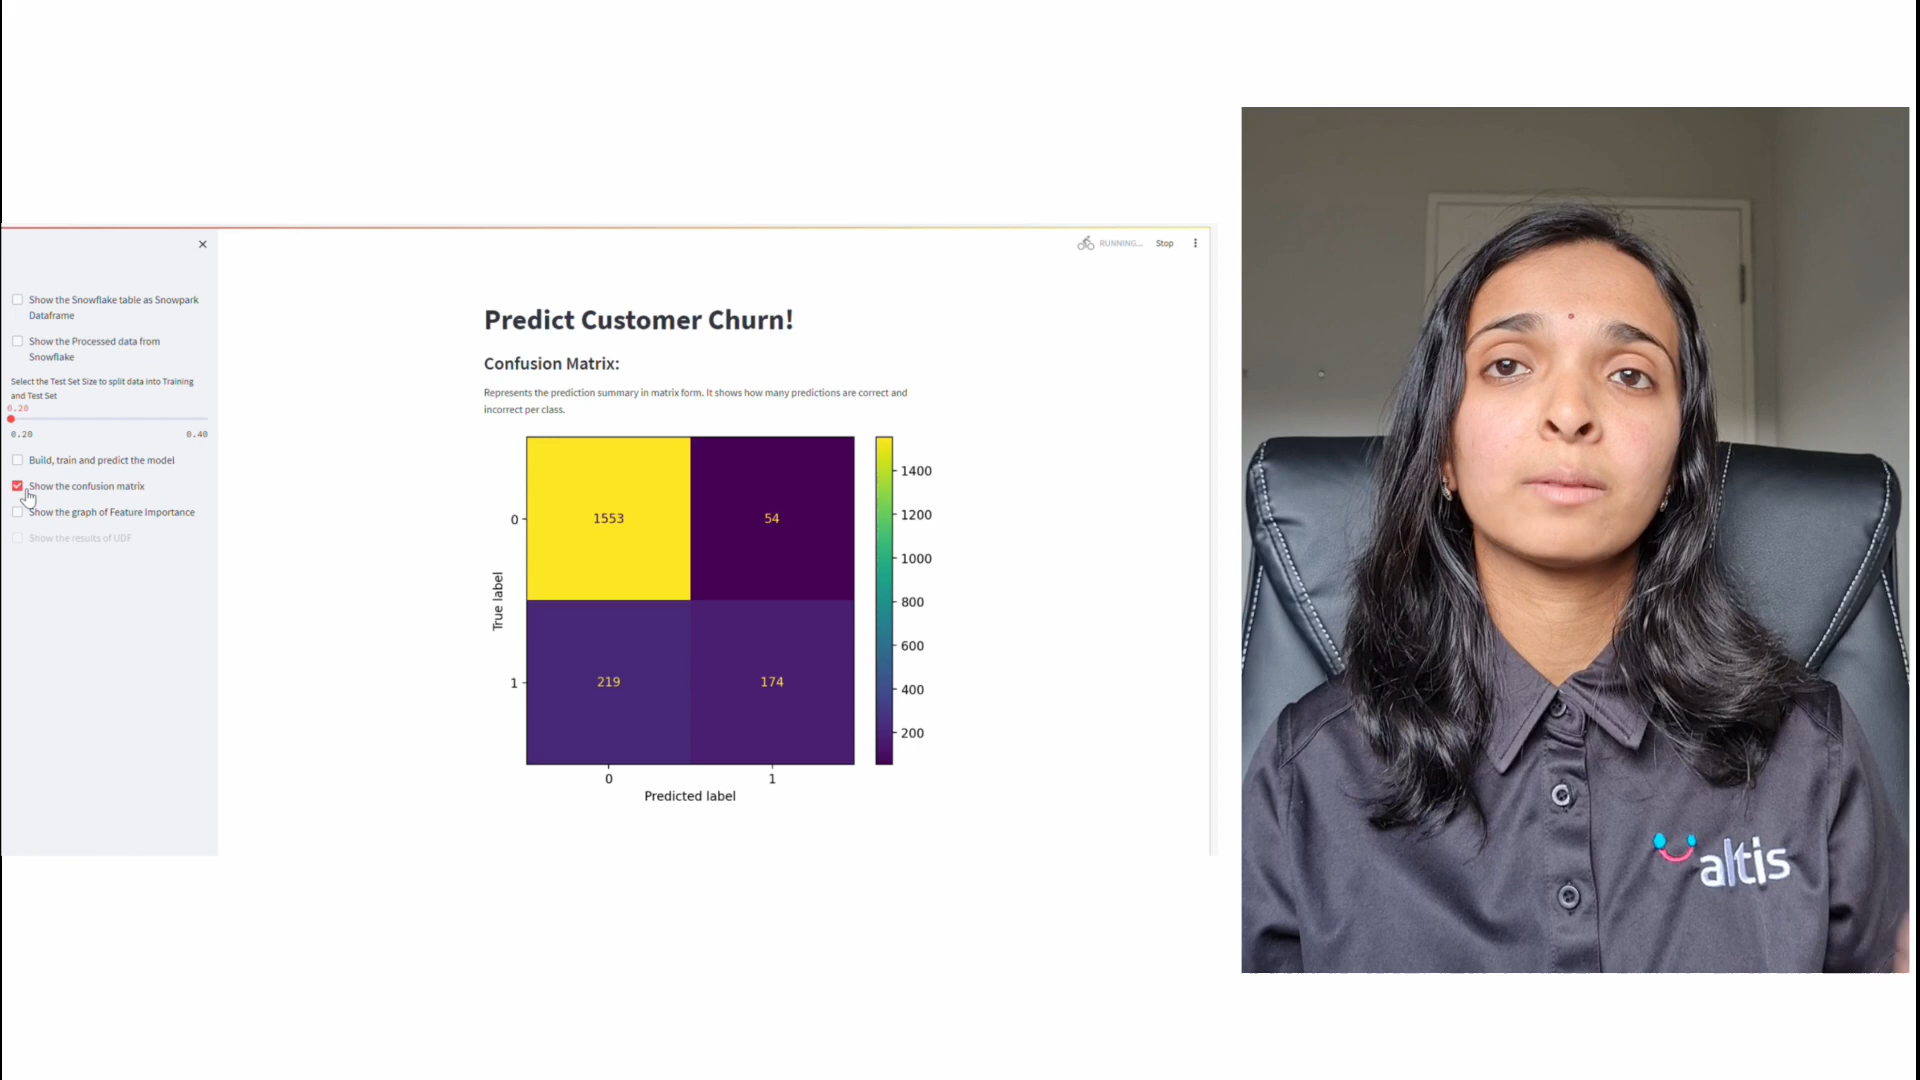 RUNNING...
Stop
Show the Snowflake table as Snowpark
Dataframe
Show the Processed data from
Snowflake
Select the Test Set Size to split data into Training
and Test Set
0.20
0.20
0.40
Build, train and predict the model
Show the confusion matrix
Show the graph of Feature Importance
Show the results of UDF
Predict Customer Churn!
Confusion Matrix:
Represents the prediction summary in matrix form. It shows how many predictions are correct and
incorrect per class.
True label
0
1
1553
54
219
174
0
1
Predicted label
1400
1200
1000
800
600
400
200
altis